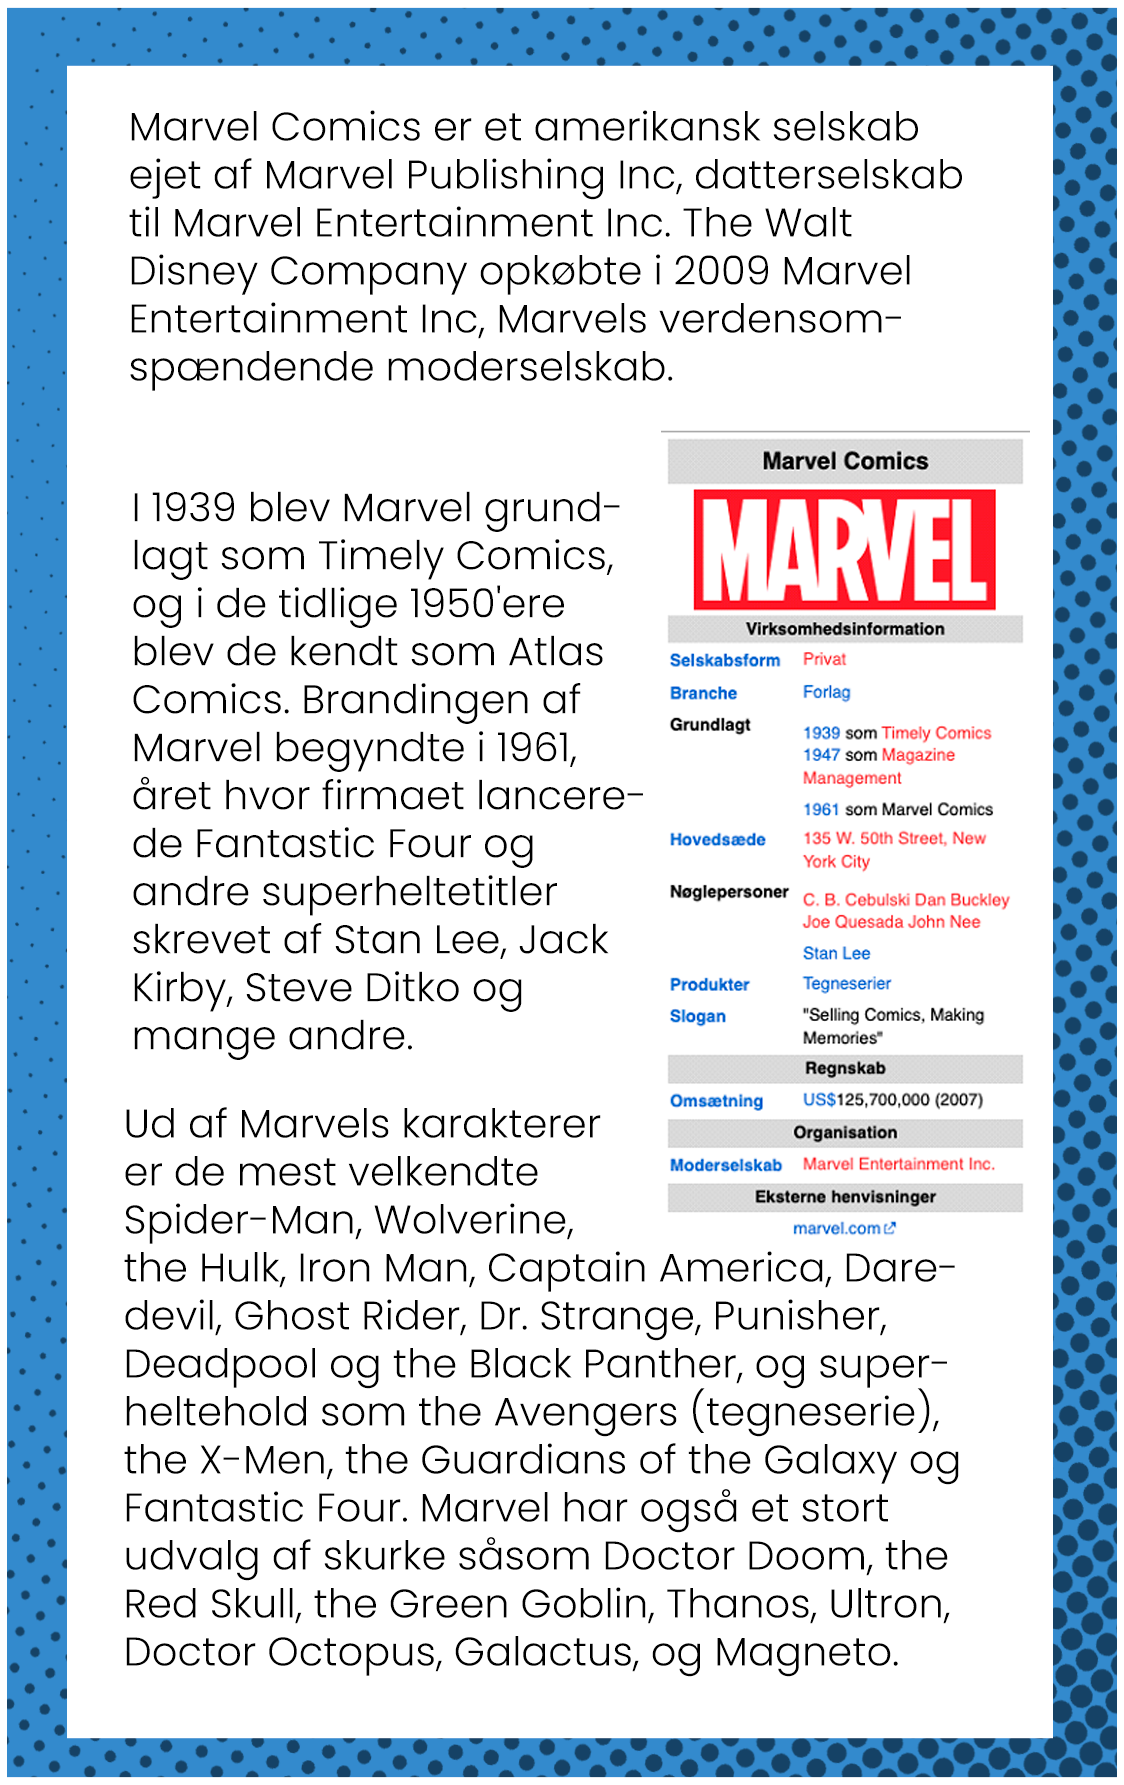 Marvel Comics er et amerikansk selskab
ejet af Marvel Publishing Inc, datterselskab
til Marvel Entertainment Inc. The Walt
Disney Company opkøbte i 2009 Marvel
Entertainment Inc, Marvels verdensom-
spændende moderselskab.
I 1939 blev Marvel grund-
lagt som Timely Comics,
og i de tidlige 1950'ere
blev de kendt som Atlas
Comics. Brandingen af
Marvel begyndte i 1961,
året hvor firmaet lancere-
de Fantastic Four og
andre superheltetitler
skrevet af Stan Lee, Jack
Kirby, Steve Ditko og
mange andre.
Marvel Comics
MARVEL
Virksomhedsinformation
Selskabsform Privat
Branche Forlag
Grundlagt 1939 som Timely Comics
1947 som Magazine
Management
1961 som Marvel Comics
Hovedsæde 135 W. 50th Street, New
York City
Nøglepersoner C. B. Cebulski Dan Buckley
Joe Quesada John Nee
Stan Lee
Produkter Tegneserier
Slogan "Selling Comics, Making
Memories"
Regnskab
Omsætning US$125,700,000 (2007)
Organisation
Moderselskab Marvel Entertainment Inc.
Eksterne henvisninger
marvel.com
Ud af Marvels karakterer
er de mest velkendte
Spider-Man, Wolverine,
the Hulk, Iron Man, Captain America, Dare-
devil, Ghost Rider, Dr. Strange, Punisher,
Deadpool og the Black Panther, og super-
heltehold som the Avengers (tegneserie),
the X-Men, the Guardians of the Galaxy og
Fantastic Four. Marvel har også et stort
udvalg af skurke såsom Doctor Doom, the
Red Skull, the Green Goblin, Thanos, Ultron,
Doctor Octopus, Galactus, og Magneto.